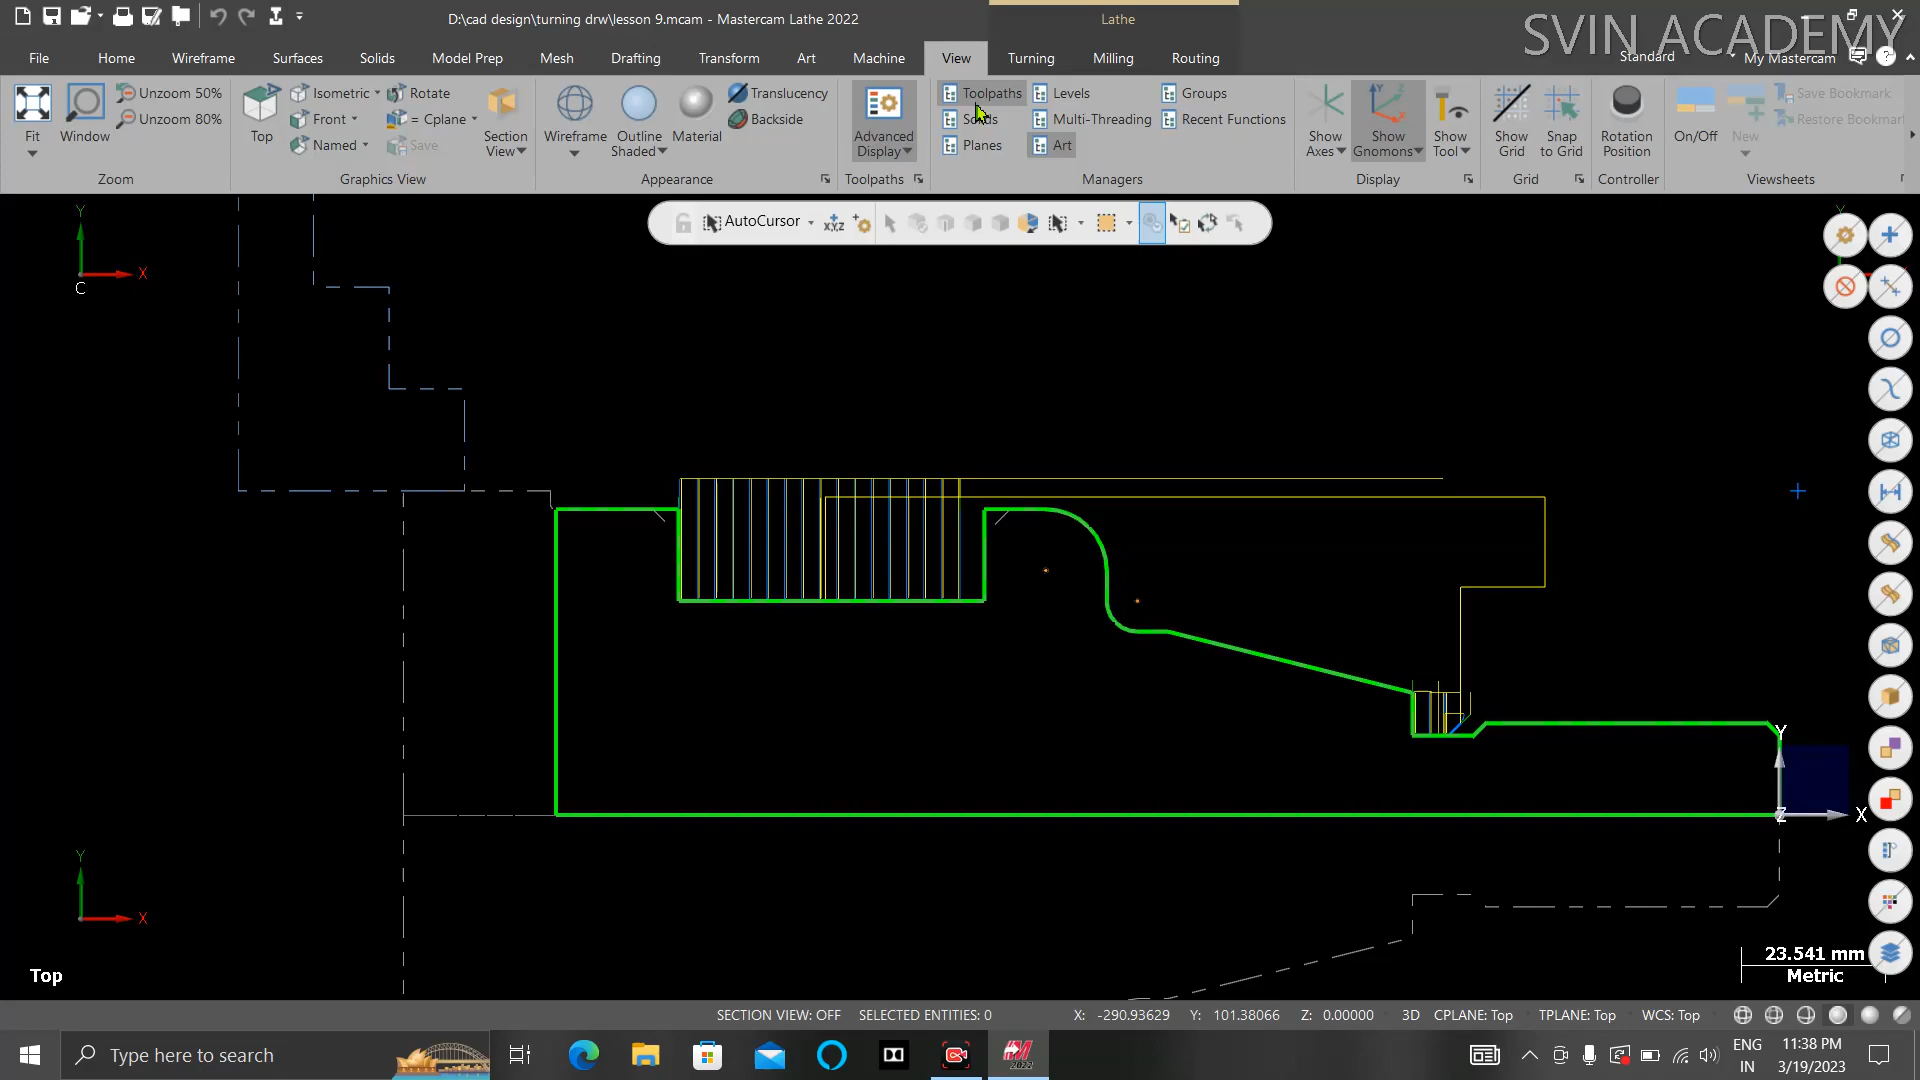 D:\cad design\turning drw\lesson 9.mcam - Mastercam Lathe 2022
Lathe
SVIN ACADEMY
File Home Wireframe Surfaces Solids Model Prep Mesh Drafting Transform Art Machine View Turning Milling Routing Standard My Mastercam
Fit
Window
Unzoom 50%
Unzoom 80%
Zoom
Top
Isometric
Front
Named
Rotate
= Cplane
Save
Section
View
Graphics View
Wireframe
Outline
Shaded
Material
Translucency
Backside
Appearance
Advanced
Display
Toolpaths
Toolpaths
Solids
Planes
Levels
Multi-Threading
Art
Groups
Recent Functions
Managers
Show
Axes
Show
Gnomons
Show
Tool
Display
Show
Grid
Snap
to Grid
Grid
Rotation
Position
Controller
On/Off
New
Save Bookmark
Restore Bookmar
Viewsheets
AutoCursor
XYZ
Y
X
C
Y
X
Y
Z
X
Y
Top
23.541 mm
Metric
SECTION VIEW: OFF SELECTED ENTITIES: 0 X: -290.93629 Y: 101.38066 Z: 0.00000 3D CPLANE: Top TPLANE: Top WCS: Top
Type here to search
2022
ENG
IN
11:38 PM
3/19/2023